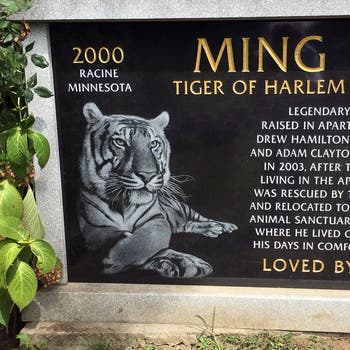 2000
RACINE
MINNESOTA
MING
TIGER OF HARLEM
LEGENDARY
RAISED IN APART
DREW HAMILTON
AND ADAM CLAYTO
IN 2003, AFTER T
LIVING IN THE AP
WAS RESCUED BY T
AND RELOCATED TO
ANIMAL SANCTUAR
WHERE HE LIVED O
HIS DAYS IN COMFO
LOVED BY